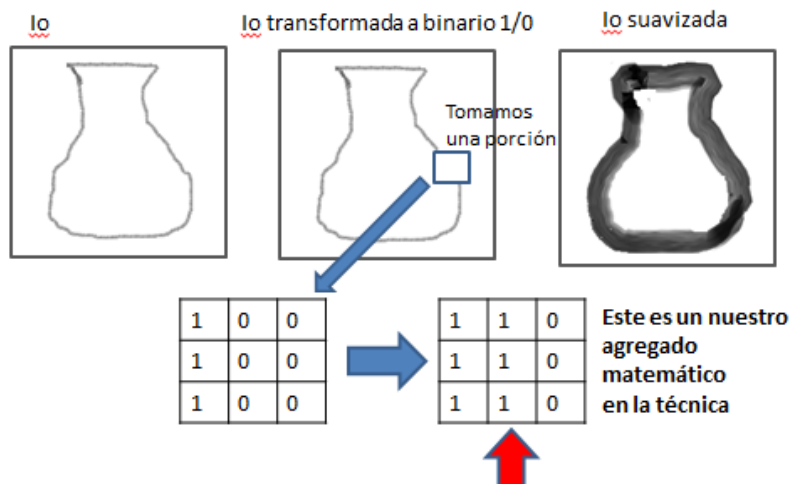 Io
Io transformada a binario 1/0
Io suavizada
Tomamos
una porción
1 0 0
1 0 0
1 0 0
1 1 0
1 1 0
1 1 0
Este es un nuestro
agregado
matemático
en la técnica